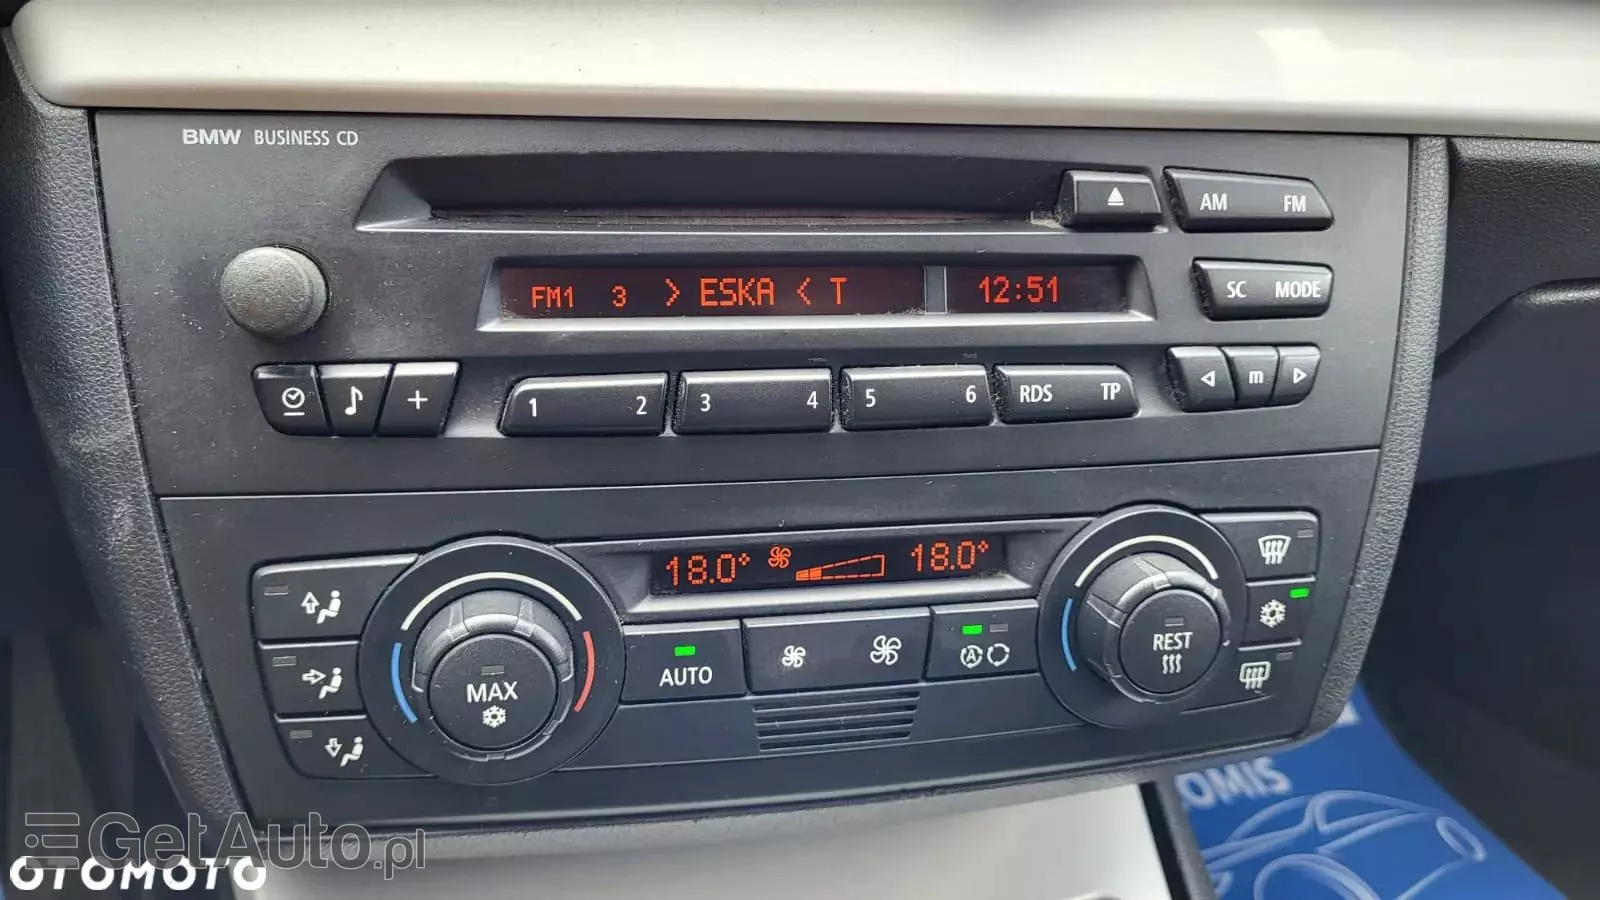 BMW BUSINESS CD
AM FM
FM1 3 > ESKA < T 12:51
SC MODE
1 2 3 4 5 6 RDS TP m
18.0° 18.0°
MAX
AUTO
A
REST
OMIS
GetAuto.pl
OTOMOTO